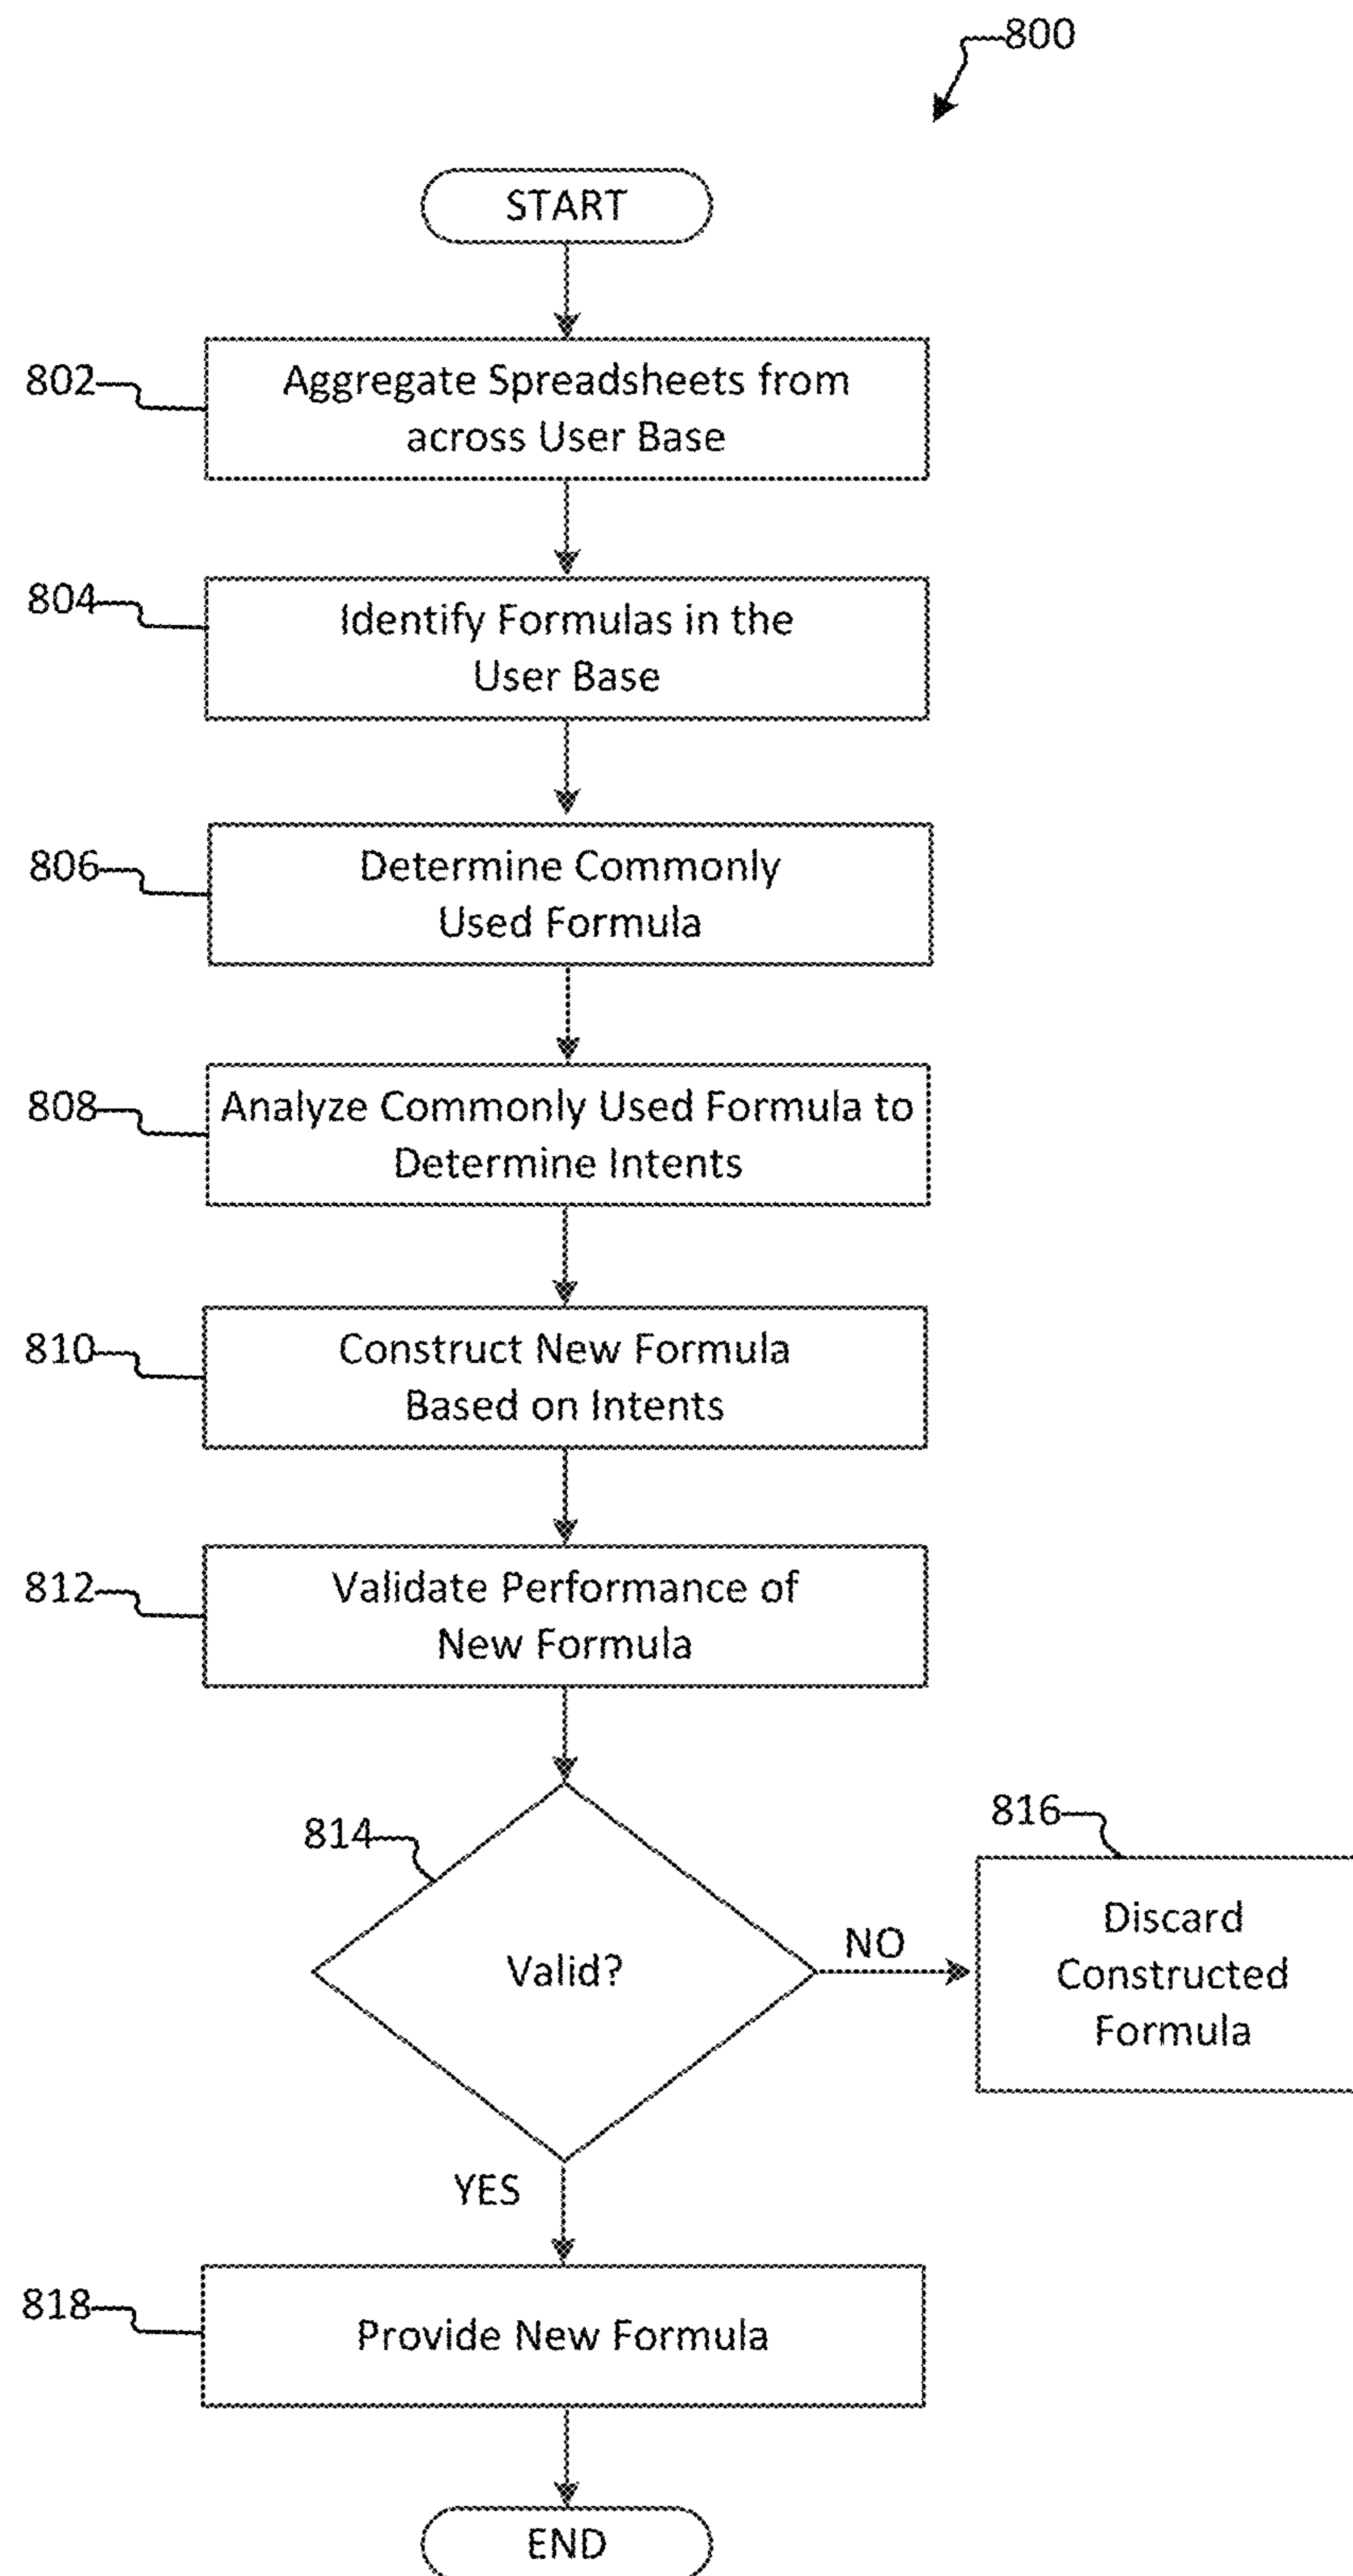 800
START
802
Aggregate Spreadsheets from
across User Base
804
Identify Formulas in the
User Base
806
Determine Commonly
Used Formula
808
Analyze Commonly Used Formula to
Determine Intents
810
Construct New Formula
Based on Intents
812
Validate Performance of
New Formula
814
Valid?
NO
816
Discard
Constructed
Formula
YES
818
Provide New Formula
END